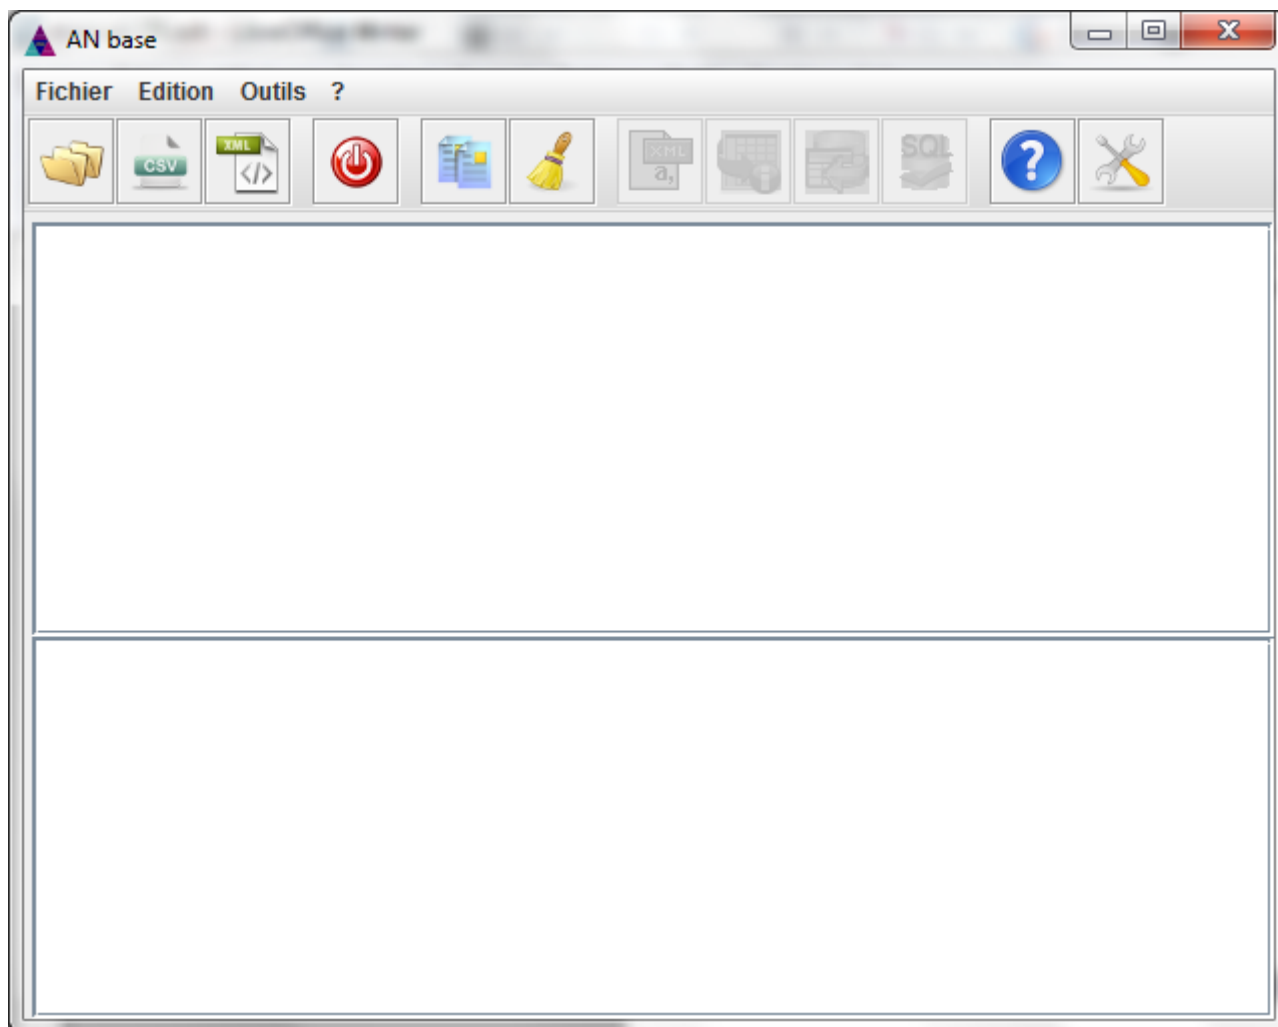 AN base
Fichier Edition Outils ?
CSV XML </> XML a, SQL ?